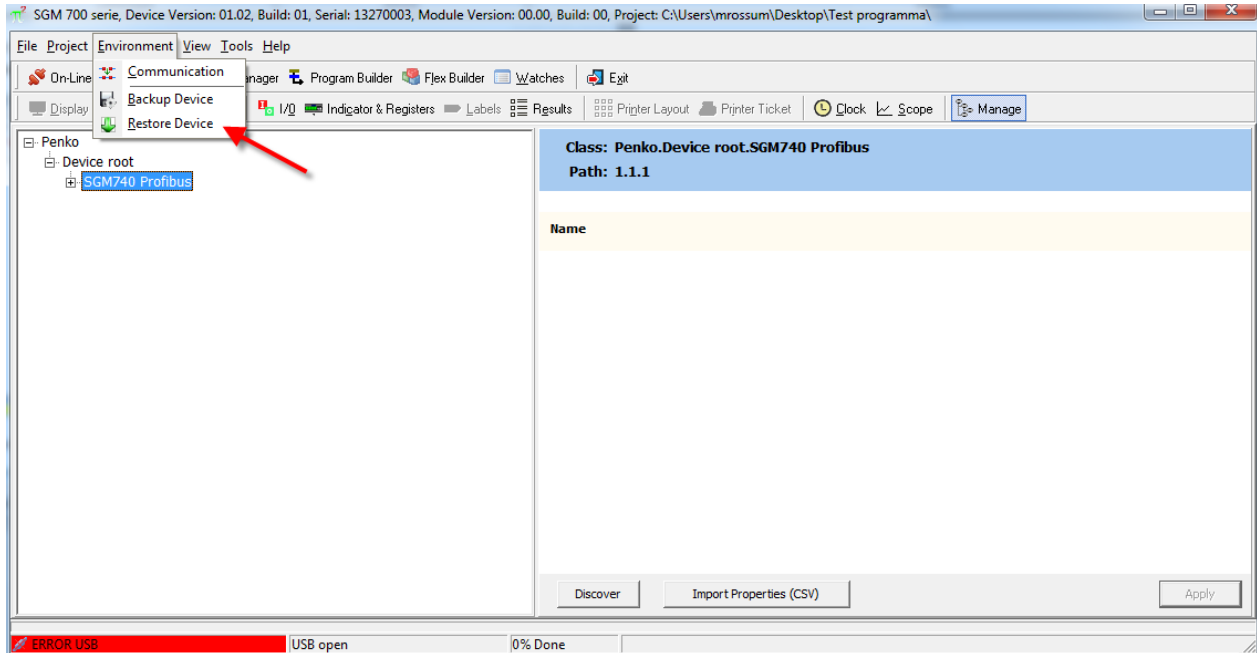 SGM 700 serie, Device Version: 01.02, Build: 01, Serial: 13270003, Module Version: 00.00, Build: 00, Project: C:\Users\mrossum\Desktop\Test programma\
File Project Environment View Tools Help
On-Line Communication nager Program Builder Flex Builder Watches Exit
Backup Device
Display I/O Indicator & Registers Labels Results Printer Layout Printer Ticket Clock Scope Manage
Restore Device
Penko
Device root
SGM740 Profibus
Class: Penko.Device root.SGM740 Profibus
Path: 1.1.1
Name
Discover Import Properties (CSV) Apply
ERROR USB USB open 0% Done